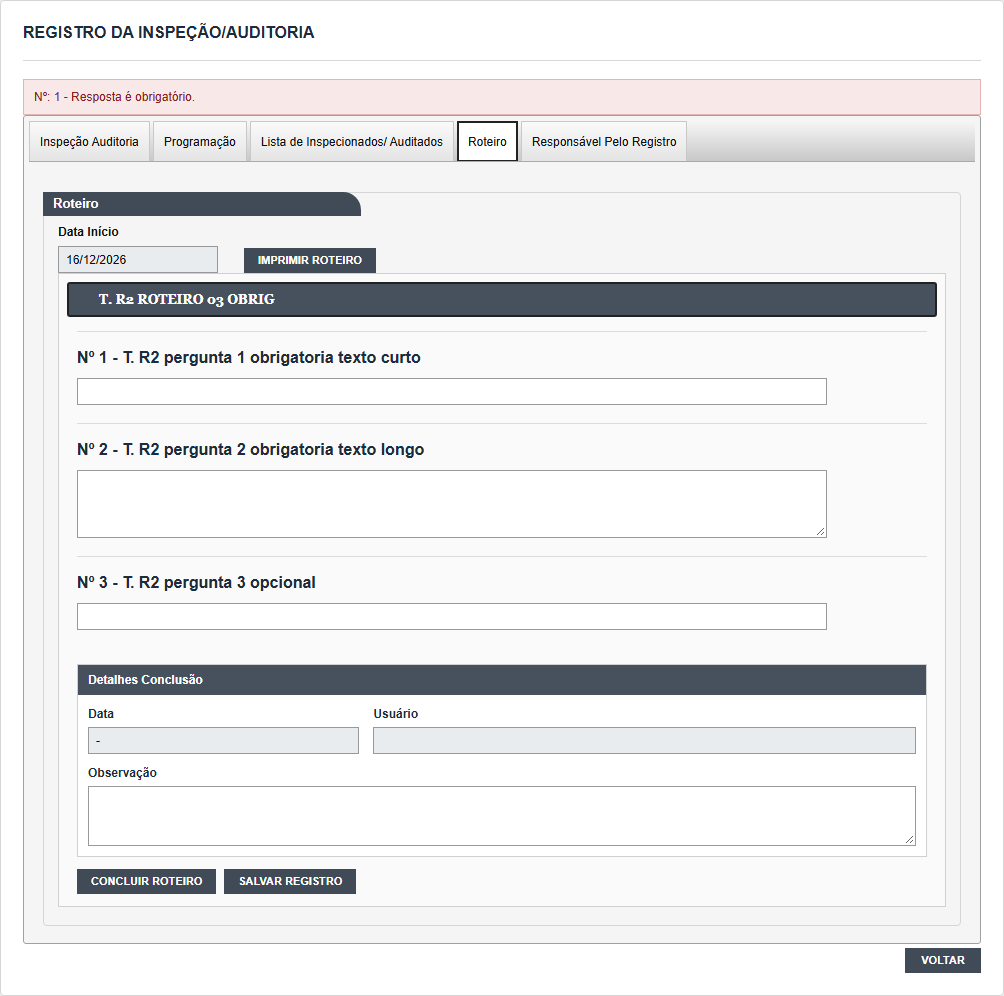 REGISTRO DA INSPEÇÃO/AUDITORIA
Nº: 1 - Resposta é obrigatório.
Inspeção Auditoria Programação Lista de Inspecionados/ Auditados Roteiro Responsável Pelo Registro
Roteiro
Data Início
16/12/2026 IMPRIMIR ROTEIRO
T. R2 ROTEIRO 03 OBRIG
Nº 1 - T. R2 pergunta 1 obrigatoria texto curto
Nº 2 - T. R2 pergunta 2 obrigatoria texto longo
Nº 3 - T. R2 pergunta 3 opcional
Detalhes Conclusão
Data Usuário
-
Observação
CONCLUIR ROTEIRO SALVAR REGISTRO
VOLTAR